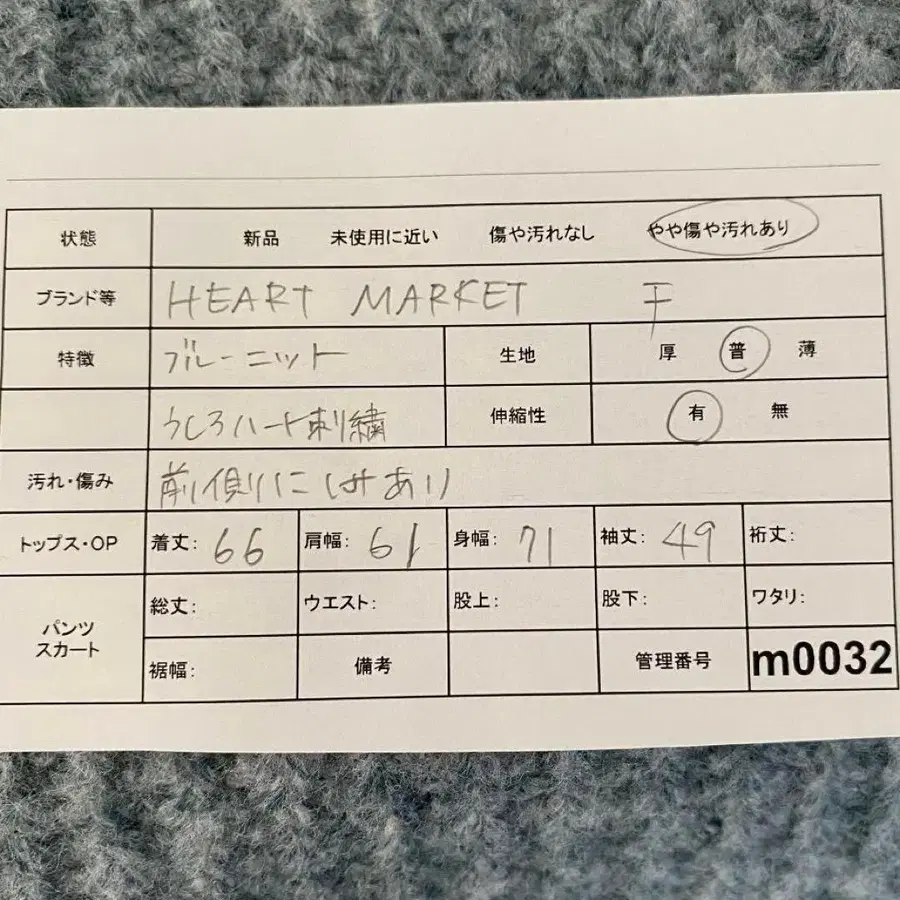 状態 新品 未使用に近い 傷や汚れなし やや傷や汚れあり
ブランド等 HEART MARKET F
特徴 ブルーニット 生地 厚 普 薄
うしろハート刺繍 伸縮性 有 無
汚れ・傷み 前側にしみあり
トップス・OP 着丈: 66 肩幅: 61 身幅: 71 袖丈: 49 裄丈:
パンツ
スカート
総丈: ウエスト: 股上: 股下: ワタリ:
裾幅: 備考 管理番号 m0032